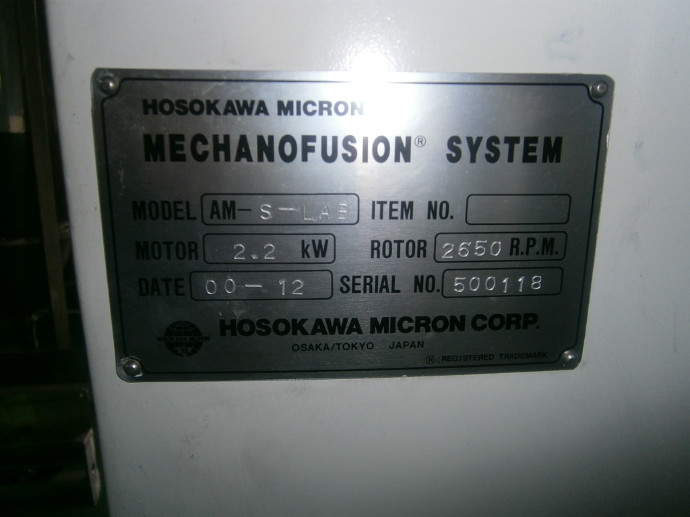 HOSOKAWA MICRON
MECHANOFUSION® SYSTEM
MODEL AM-S-LAB ITEM NO.
MOTOR 2.2 kW ROTOR 2650 R.P.M.
DATE 00-12 SERIAL NO. 500118
HOSOKAWA MICRON CORP.
OSAKA/TOKYO JAPAN
® : REGISTERED TRADEMARK